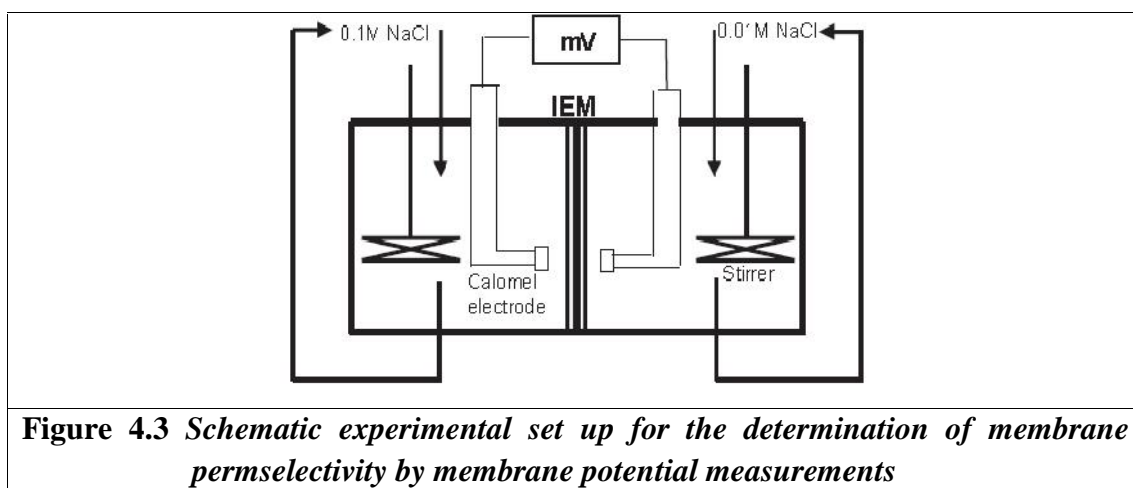 0.1M NaCl
mV
0.01M NaCl
IEM
Calomel
electrode
Stirrer
Figure 4.3 Schematic experimental set up for the determination of membrane
permselectivity by membrane potential measurements